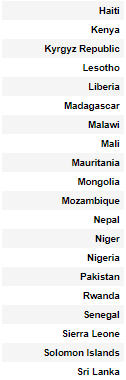 Haiti
Kenya
Kyrgyz Republic
Lesotho
Liberia
Madagascar
Malawi
Mali
Mauritania
Mongolia
Mozambique
Nepal
Niger
Nigeria
Pakistan
Rwanda
Senegal
Sierra Leone
Solomon Islands
Sri Lanka